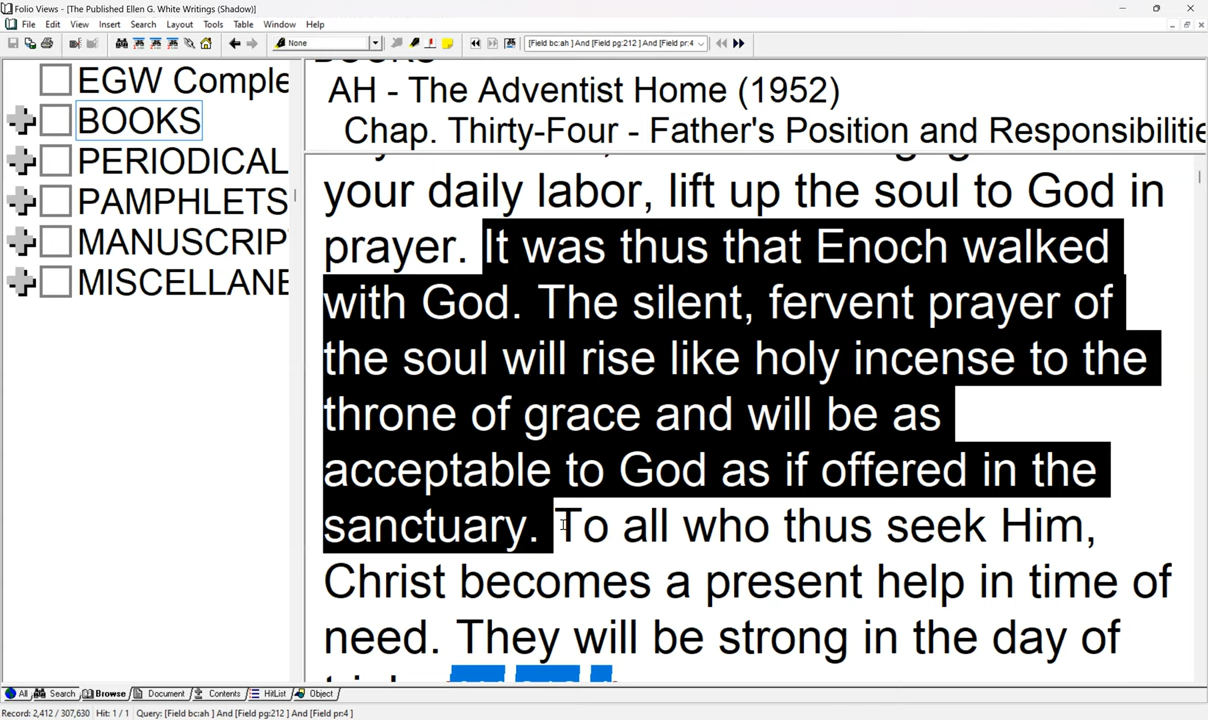 Folio Views - [The Published Ellen G. White Writings (Shadow)]
File Edit View Insert Search Layout Tools Table Window Help
None
[Field bc:ah ] And [Field pg:212 ] And [Field pr:4
EGW Comple
BOOKS
PERIODICAL
PAMPHLETS
MANUSCRIP
MISCELLANE
AH - The Adventist Home (1952)
Chap. Thirty-Four - Father's Position and Responsibilitie
your daily labor, lift up the soul to God in
prayer. It was thus that Enoch walked
with God. The silent, fervent prayer of
the soul will rise like holy incense to the
throne of grace and will be as
acceptable to God as if offered in the
sanctuary. To all who thus seek Him,
Christ becomes a present help in time of
need. They will be strong in the day of
All Search Browse Document Contents HitList Object
Record: 2,412 / 307,630 Hit: 1 / 1 Query: [Field bc:ah ] And [Field pg:212 ] And [Field pr:4 ]